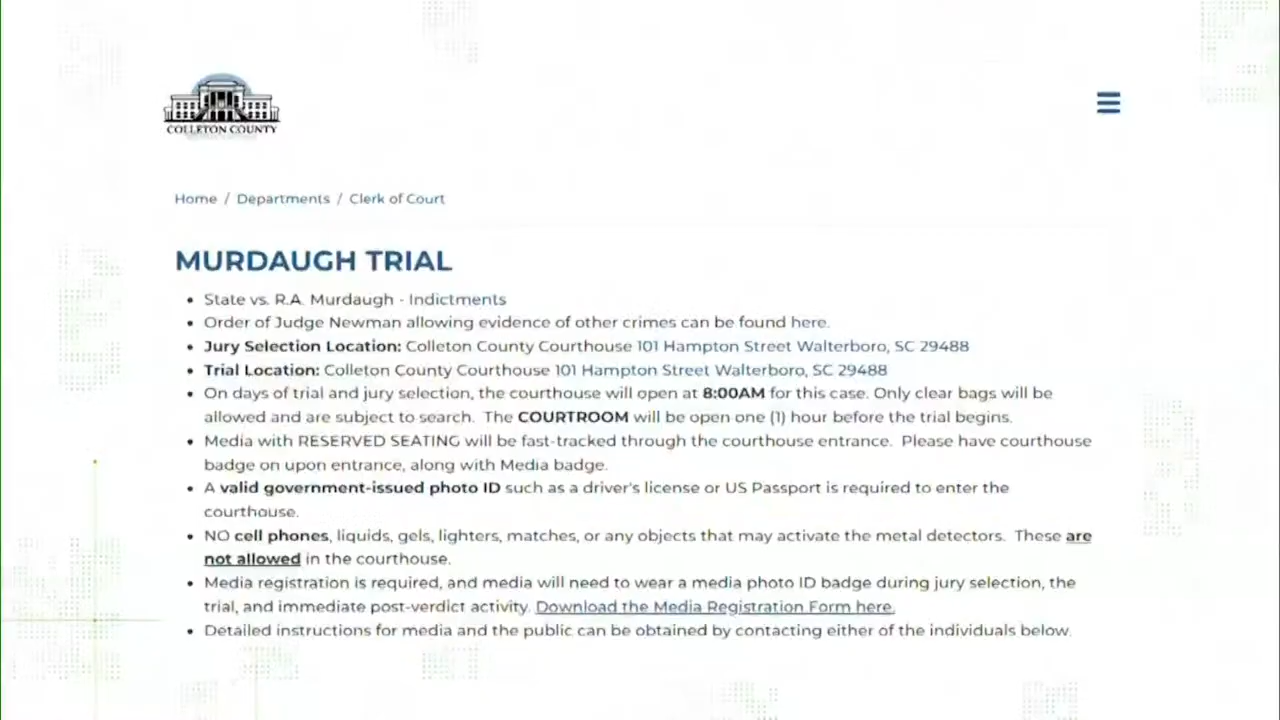 COLLETON COUNTY
Home / Departments / Clerk of Court
MURDAUGH TRIAL
• State vs. R.A. Murdaugh - Indictments
• Order of Judge Newman allowing evidence of other crimes can be found here.
• Jury Selection Location: Colleton County Courthouse 101 Hampton Street Walterboro, SC 29488
• Trial Location: Colleton County Courthouse 101 Hampton Street Walterboro, SC 29488
• On days of trial and jury selection, the courthouse will open at 8:00AM for this case. Only clear bags will be
allowed and are subject to search. The COURTROOM will be open one (1) hour before the trial begins.
• Media with RESERVED SEATING will be fast-tracked through the courthouse entrance. Please have courthouse
badge on upon entrance, along with Media badge.
• A valid government-issued photo ID such as a driver's license or US Passport is required to enter the
courthouse.
• NO cell phones, liquids, gels, lighters, matches, or any objects that may activate the metal detectors. These are
not allowed in the courthouse.
• Media registration is required, and media will need to wear a media photo ID badge during jury selection, the
trial, and immediate post-verdict activity. Download the Media Registration Form here.
• Detailed instructions for media and the public can be obtained by contacting either of the individuals below.